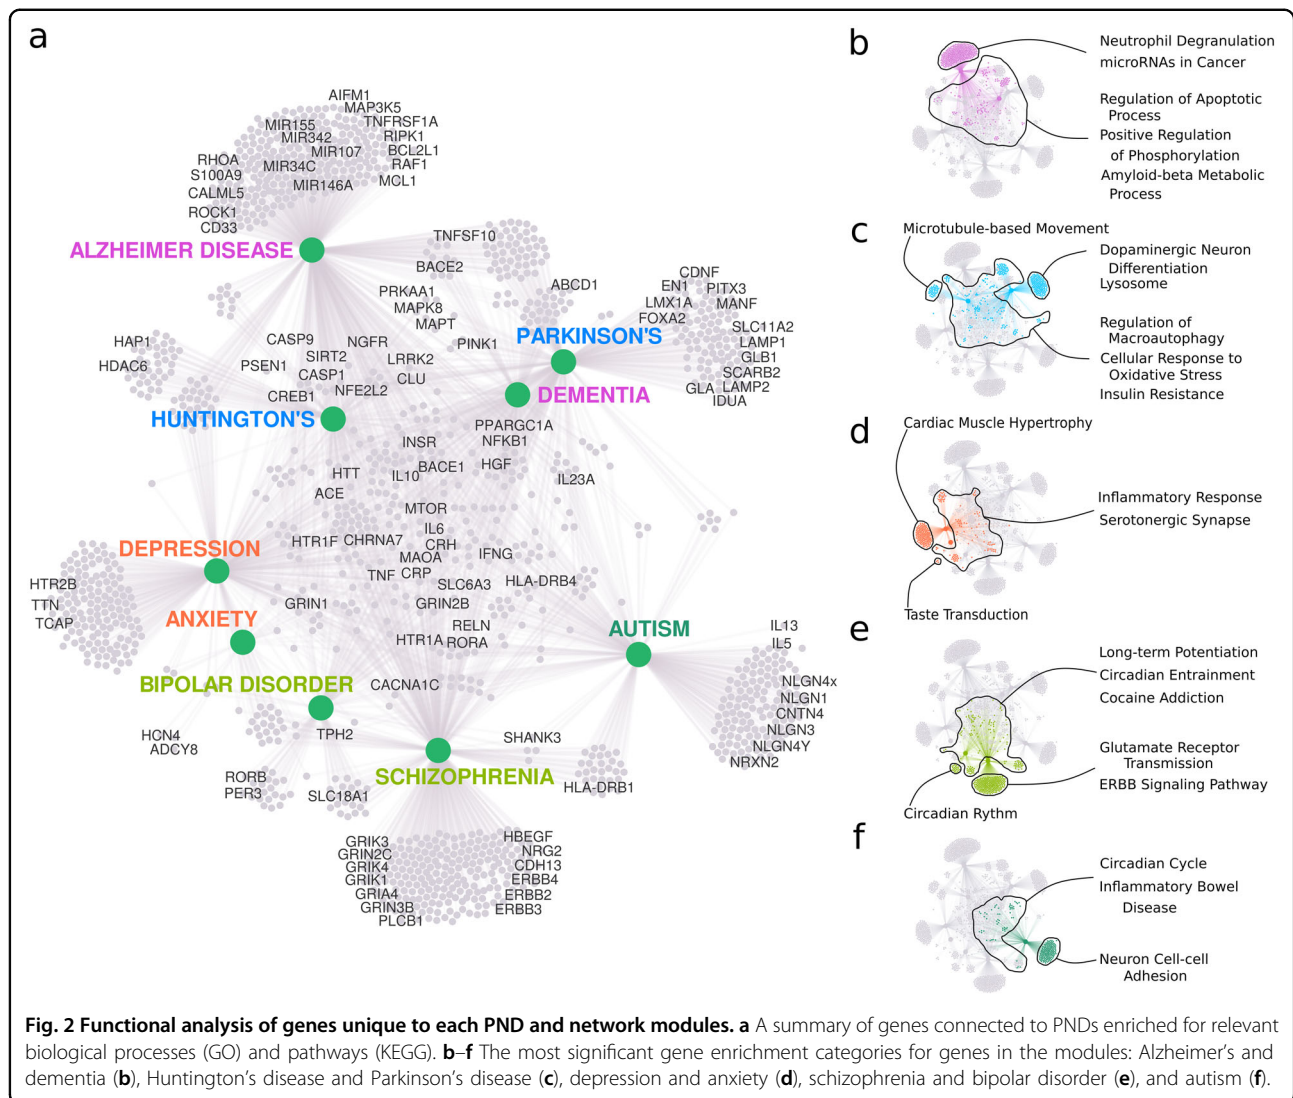 a
AIFM1
MAP3K5
MIR155
TNFRSF1A
MIR342
RIPK1
MIR107
BCL2L1
RHOA
MIR34C
RAF1
S100A9
MIR146A
MCL1
CALML5
ROCK1
CD33
ALZHEIMER DISEASE
TNFSF10
BACE2
ABCD1
PRKAA1
MAPK8
MAPT
CDNF
EN1
PITX3
LMX1A
MANF
FOXA2
SLC11A2
LAMP1
GLB1
SCARB2
GLA
LAMP2
IDUA
HAP1
HDAC6
CASP9
NGFR
PINK1
PARKINSON'S
PSEN1
SIRT2
LRRK2
CASP1
CLU
CREB1
NFE2L2
DEMENTIA
HUNTINGTON'S
PPARGC1A
NFKB1
INSR
HTT
IL10
BACE1
HGF
IL23A
ACE
MTOR
IL6
HTR1F
CHRNA7
CRH
MAOA
IFNG
TNF
CRP
SLC6A3
HLA-DRB4
DEPRESSION
HTR2B
TTN
TCAP
GRIN1
GRIN2B
ANXIETY
RELN
HTR1A
RORA
AUTISM
IL13
IL5
BIPOLAR DISORDER
CACNA1C
NLGN4x
NLGN1
CNTN4
NLGN3
NLGN4Y
NRXN2
HCN4
ADCY8
TPH2
SHANK3
SCHIZOPHRENIA
RORB
PER3
SLC18A1
HLA-DRB1
GRIK3
GRIN2C
GRIK4
GRIK1
GRIA4
GRIN3B
PLCB1
HBEGF
NRG2
CDH13
ERBB4
ERBB2
ERBB3
b
Neutrophil Degranulation
microRNAs in Cancer
Regulation of Apoptotic
Process
Positive Regulation
of Phosphorylation
Amyloid-beta Metabolic
Process
c
Microtubule-based Movement
Dopaminergic Neuron
Differentiation
Lysosome
Regulation of
Macroautophagy
Cellular Response to
Oxidative Stress
Insulin Resistance
d
Cardiac Muscle Hypertrophy
Inflammatory Response
Serotonergic Synapse
Taste Transduction
e
Long-term Potentiation
Circadian Entrainment
Cocaine Addiction
Glutamate Receptor
Transmission
ERBB Signaling Pathway
Circadian Rythm
f
Circadian Cycle
Inflammatory Bowel
Disease
Neuron Cell-cell
Adhesion
Fig. 2 Functional analysis of genes unique to each PND and network modules. a A summary of genes connected to PNDs enriched for relevant
biological processes (GO) and pathways (KEGG). b–f The most significant gene enrichment categories for genes in the modules: Alzheimer's and
dementia (b), Huntington's disease and Parkinson's disease (c), depression and anxiety (d), schizophrenia and bipolar disorder (e), and autism (f).